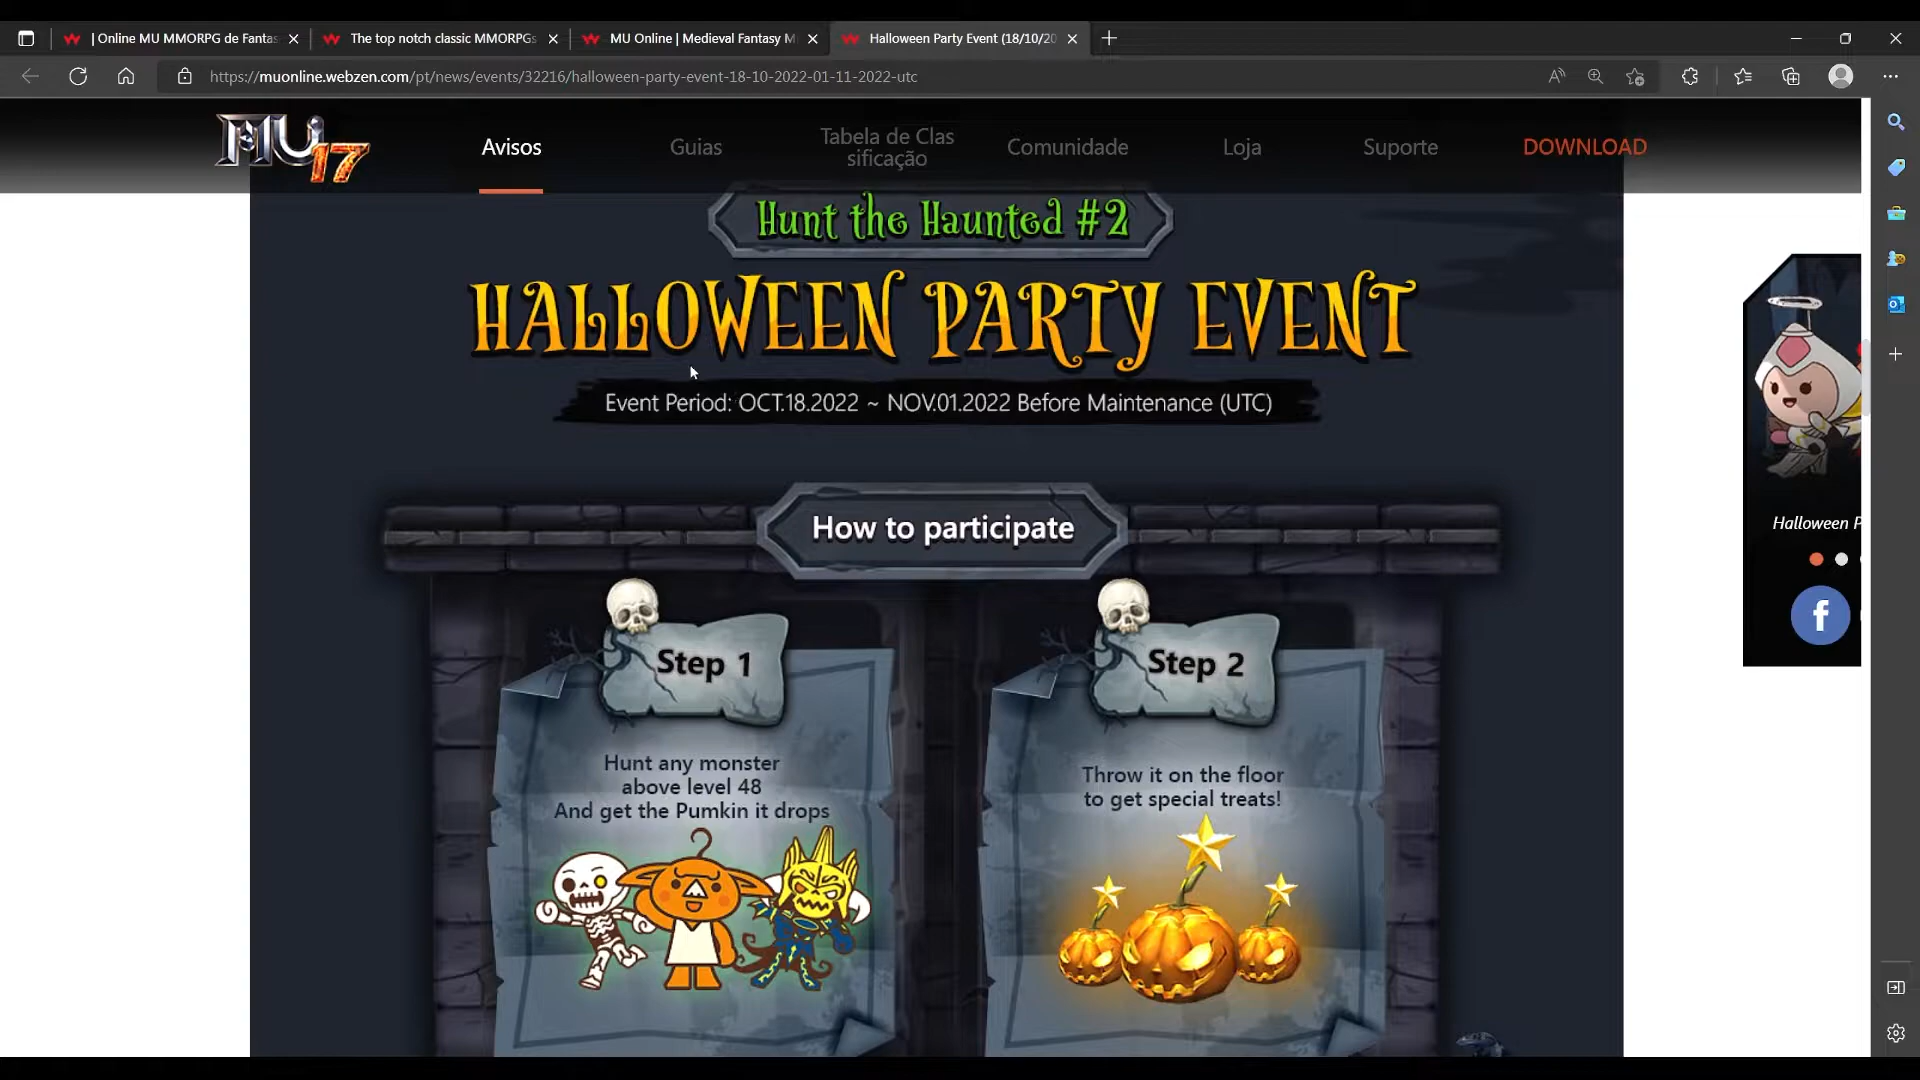 | Online MU MMORPG de Fantas
The top notch classic MMORPGs
MU Online | Medieval Fantasy M
Halloween Party Event (18/10/20
https://muonline.webzen.com/pt/news/events/32216/halloween-party-event-18-10-2022-01-11-2022-utc
MU 17
Avisos
Guias
Tabela de Clas
sificação
Comunidade
Loja
Suporte
DOWNLOAD
Hunt the Haunted #2
HALLOWEEN PARTY EVENT
Event Period: OCT.18.2022 ~ NOV.01.2022 Before Maintenance (UTC)
How to participate
Step 1
Hunt any monster
above level 48
And get the Pumkin it drops
Step 2
Throw it on the floor
to get special treats!
Halloween P
f